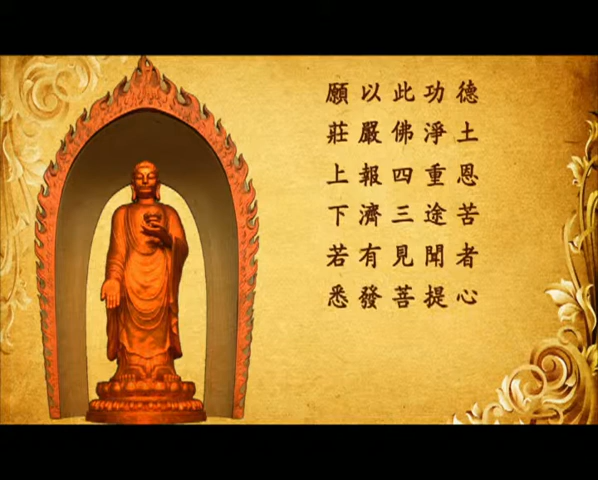 願以此功德
莊嚴佛淨土
上報四重恩
下濟三途苦
若有見聞者
悉發菩提心